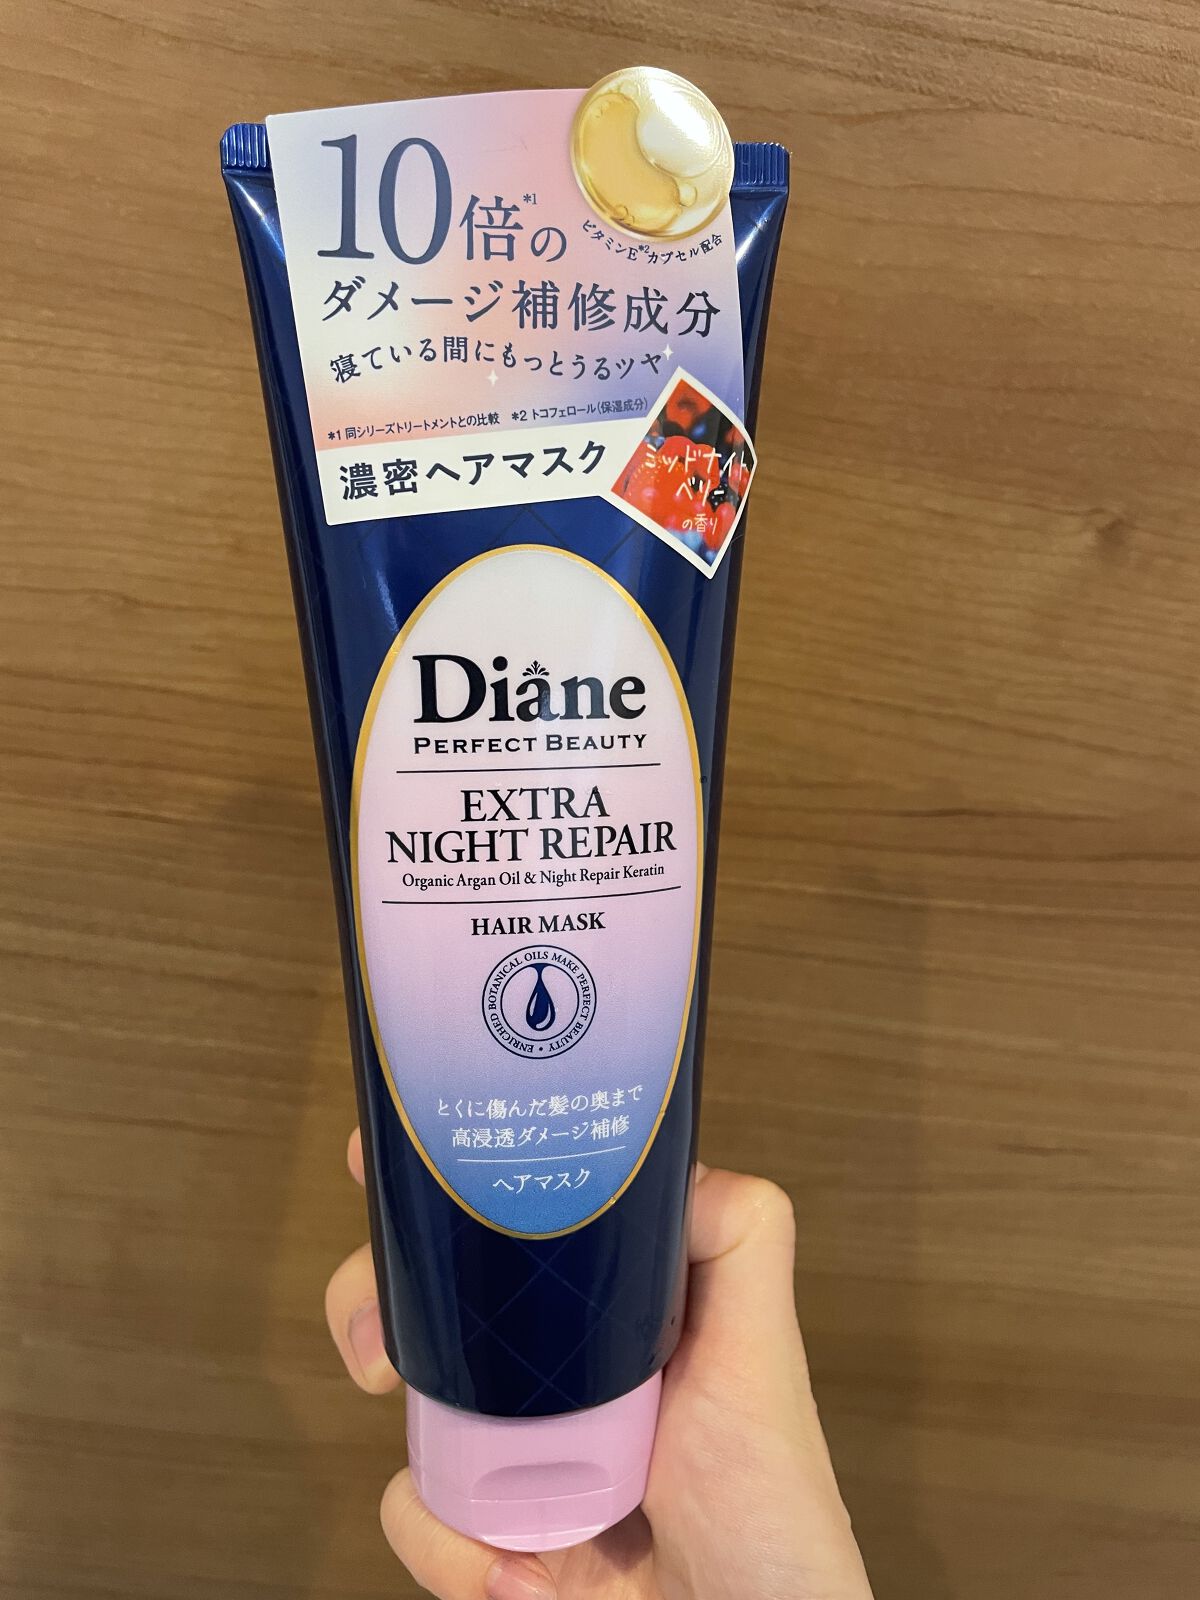 10倍*1の
ダメージ補修成分
寝ている間にもっとうるツヤ
*1 同シリーズトリートメントとの比較 *2 トコフェロール(保湿成分)
濃密ヘアマスク
ビタミンE*2カプセル配合
ミッドナイト
ベリー
の香り
Diane
PERFECT BEAUTY
EXTRA
NIGHT REPAIR
Organic Argan Oil & Night Repair Keratin
HAIR MASK
ENRICHED BOTANICAL OILS MAKE PERFECT BEAUTY •
とくに傷んだ髪の奥まで
高浸透ダメージ補修
ヘアマスク